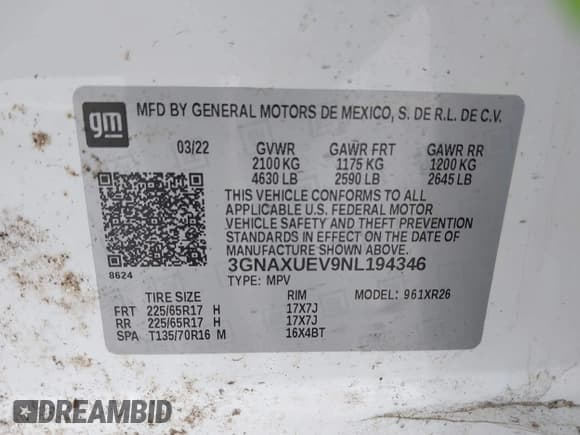 gm
MFD BY GENERAL MOTORS DE MEXICO, S. DE R.L. DE C.V.
03/22 GVWR GAWR FRT GAWR RR
2100 KG 1175 KG 1200 KG
4630 LB 2590 LB 2645 LB
THIS VEHICLE CONFORMS TO ALL
APPLICABLE U.S. FEDERAL MOTOR
VEHICLE SAFETY AND THEFT PREVENTION
STANDARDS IN EFFECT ON THE DATE OF
MANUFACTURE SHOWN ABOVE.
8624
3GNAXUEV9NL194346
TYPE: MPV
TIRE SIZE RIM MODEL: 961XR26
FRT 225/65R17 H 17X7J
RR 225/65R17 H 17X7J
SPA T135/70R16 M 16X4BT
DREAMBID